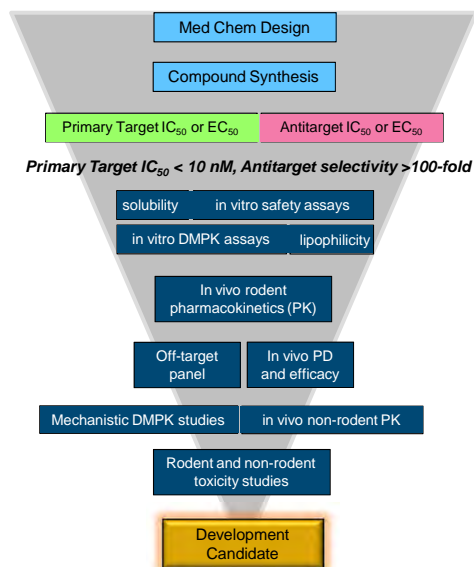 Med Chem Design
Compound Synthesis
Primary Target IC50 or EC50 Antitarget IC50 or EC50
Primary Target IC50 < 10 nM, Antitarget selectivity >100-fold
solubility in vitro safety assays
in vitro DMPK assays lipophilicity
In vivo rodent
pharmacokinetics (PK)
Off-target
panel
In vivo PD
and efficacy
Mechanistic DMPK studies in vivo non-rodent PK
Rodent and non-rodent
toxicity studies
Development
Candidate